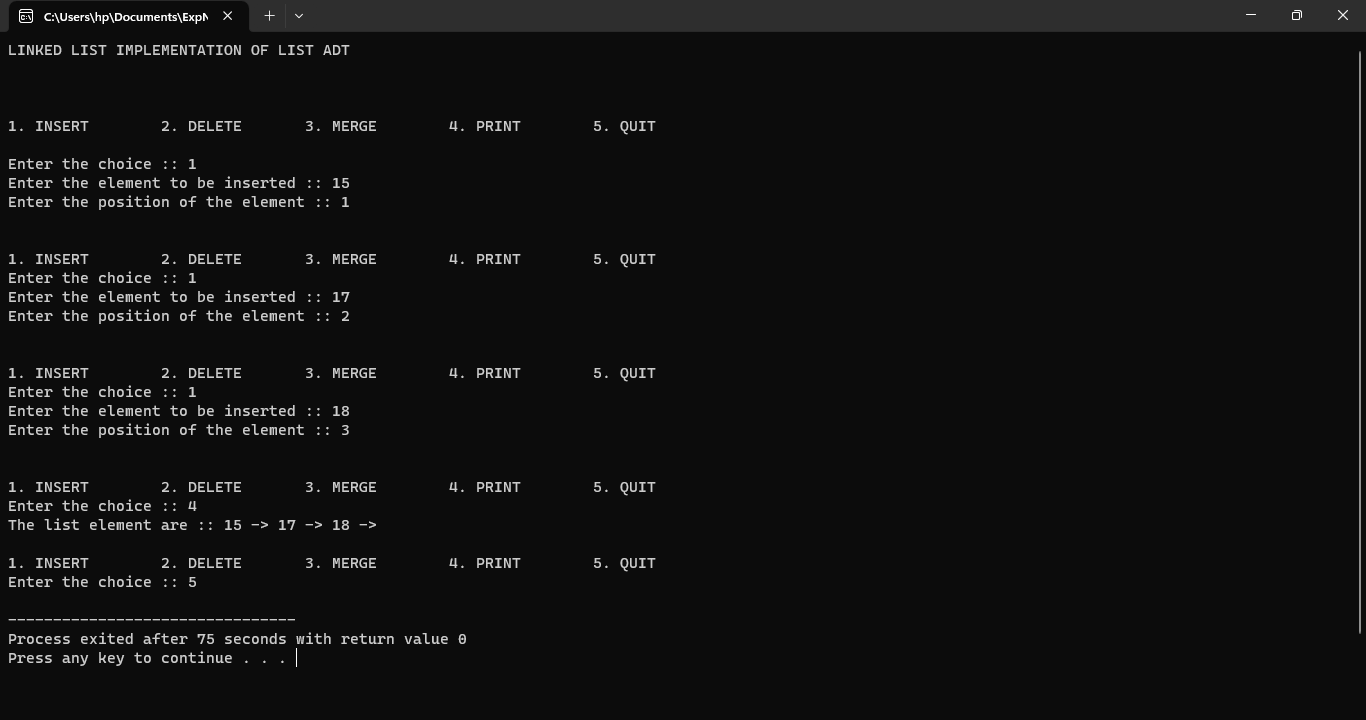 C:\Users\hp\Documents\ExpN
LINKED LIST IMPLEMENTATION OF LIST ADT
1. INSERT 2. DELETE 3. MERGE 4. PRINT 5. QUIT
Enter the choice :: 1
Enter the element to be inserted :: 15
Enter the position of the element :: 1
1. INSERT 2. DELETE 3. MERGE 4. PRINT 5. QUIT
Enter the choice :: 1
Enter the element to be inserted :: 17
Enter the position of the element :: 2
1. INSERT 2. DELETE 3. MERGE 4. PRINT 5. QUIT
Enter the choice :: 1
Enter the element to be inserted :: 18
Enter the position of the element :: 3
1. INSERT 2. DELETE 3. MERGE 4. PRINT 5. QUIT
Enter the choice :: 4
The list element are :: 15 -> 17 -> 18 ->
1. INSERT 2. DELETE 3. MERGE 4. PRINT 5. QUIT
Enter the choice :: 5
--------------------------------
Process exited after 75 seconds with return value 0
Press any key to continue . . .